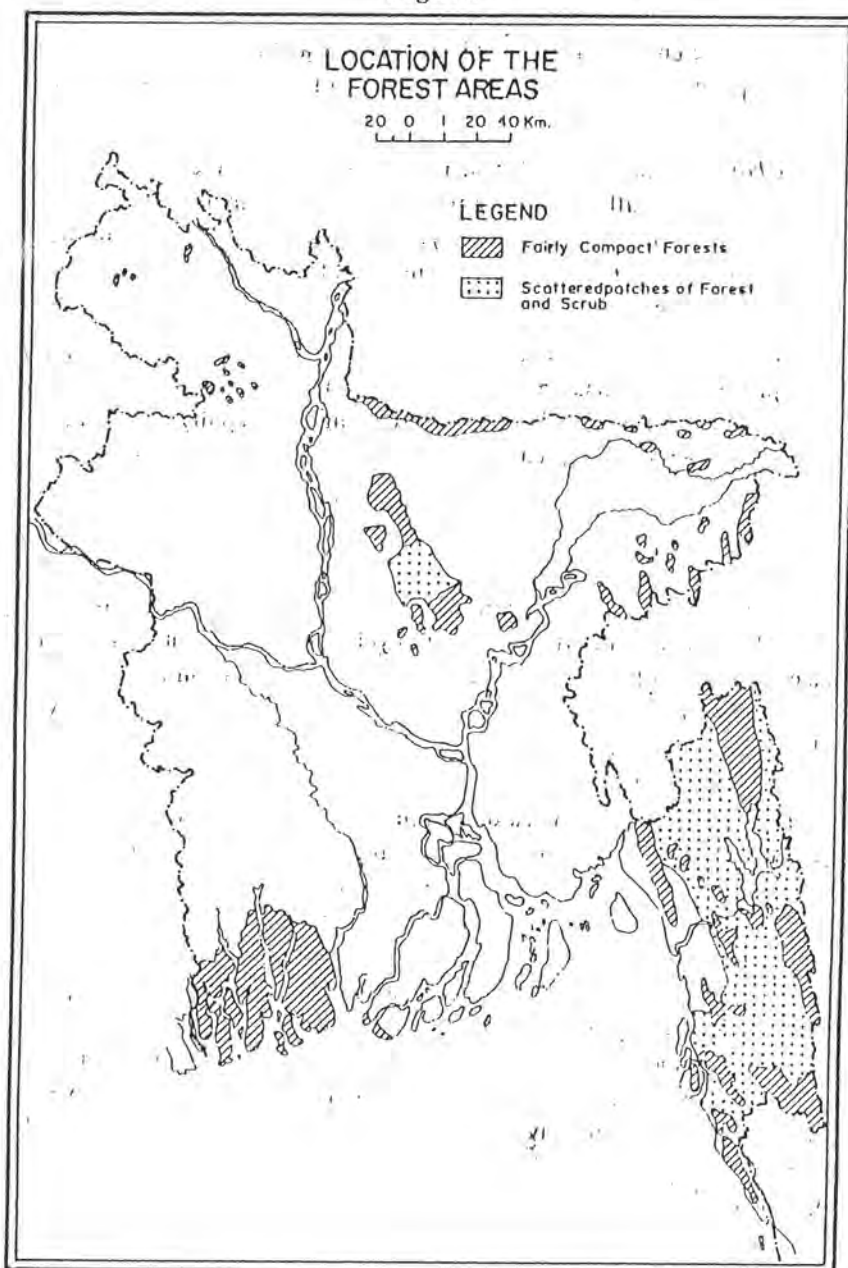 LOCATION OF THE
FOREST AREAS
20 0 1 20 40 Km.
LEGEND
Fairly Compact Forests
Scatteredpatches of Forest
and Scrub